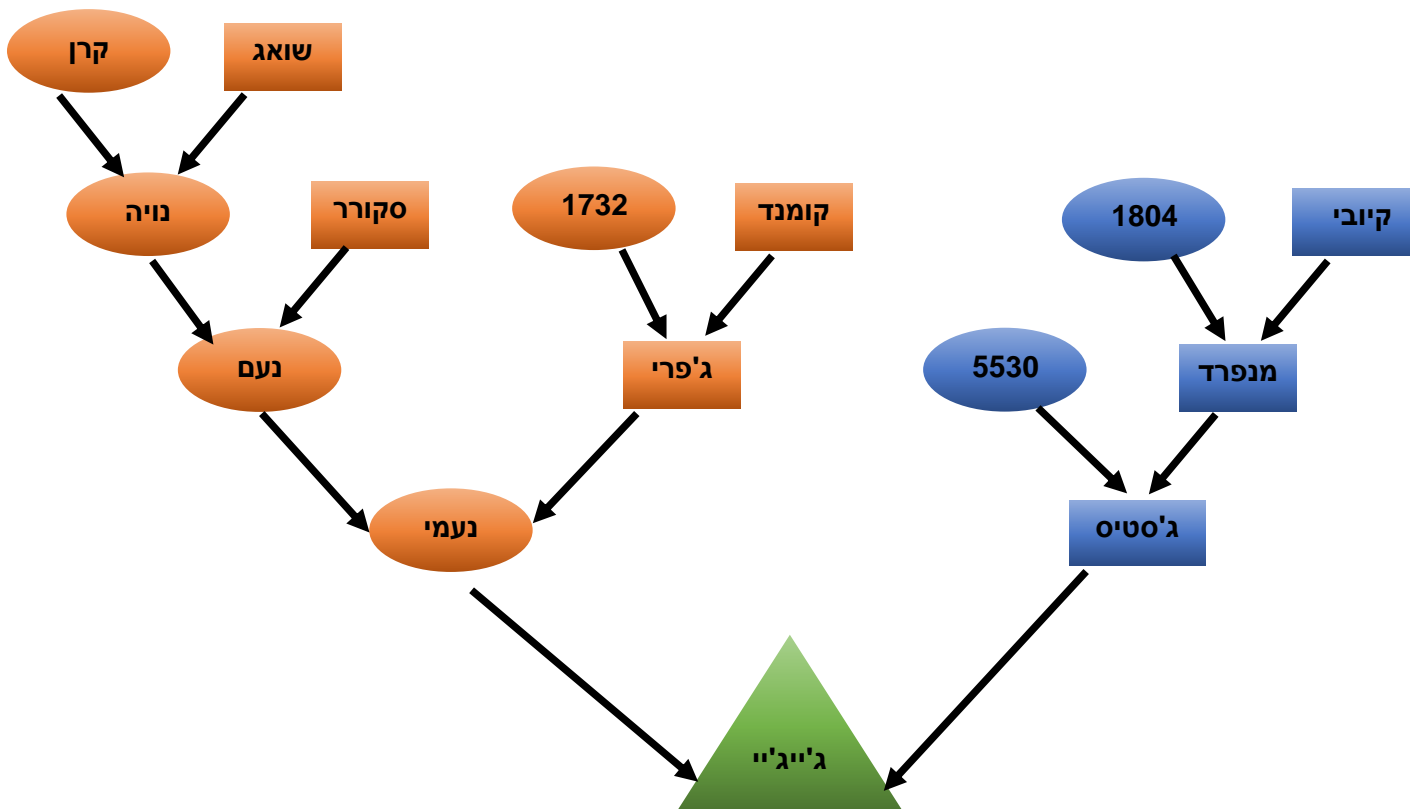 קרן
שואג
נויה
סקורר
1732
קומנד
1804
קיובי
נעם
ג'פרי
5530
מנפרד
נעמי
ג'סטיס
ג'ייג'יי